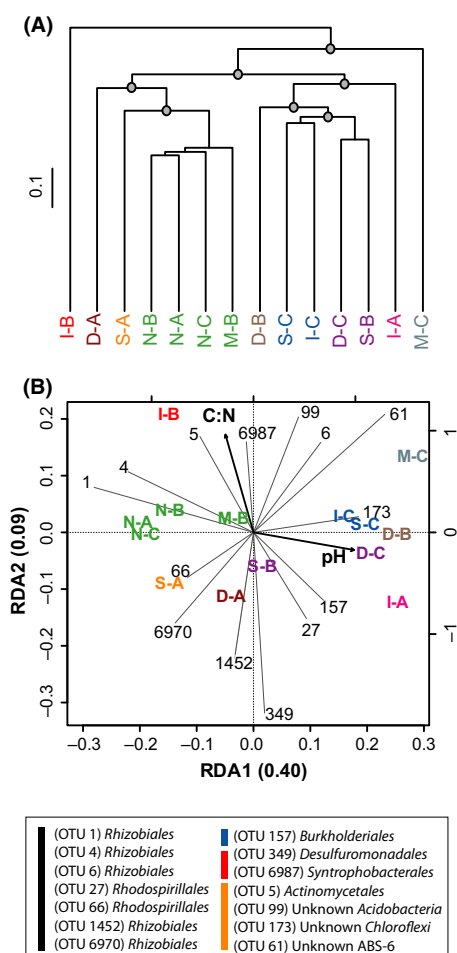 (A)
0.1
I-B D-A S-A N-B N-A N-C M-B D-B S-C I-C D-C S-B I-A M-C
(B)
0.2 0.1 0.0 −0.1 −0.2 −0.3
RDA2 (0.09)
I-B C:N 99 61
5 6987 6
4 M-C
1
N-B M-B I-C 173
N-A S-C
N-C D-B
pH D-C
66 S-B
S-A
D-A 157 I-A
6970 27
1452
349
1 0 −1
−0.3 −0.2 −0.1 0.0 0.1 0.2 0.3
RDA1 (0.40)
(OTU 1) Rhizobiales
(OTU 4) Rhizobiales
(OTU 6) Rhizobiales
(OTU 27) Rhodospirillales
(OTU 66) Rhodospirillales
(OTU 1452) Rhizobiales
(OTU 6970) Rhizobiales
(OTU 157) Burkholderiales
(OTU 349) Desulfuromonadales
(OTU 6987) Syntrophobacterales
(OTU 5) Actinomycetales
(OTU 99) Unknown Acidobacteria
(OTU 173) Unknown Chloroflexi
(OTU 61) Unknown ABS-6